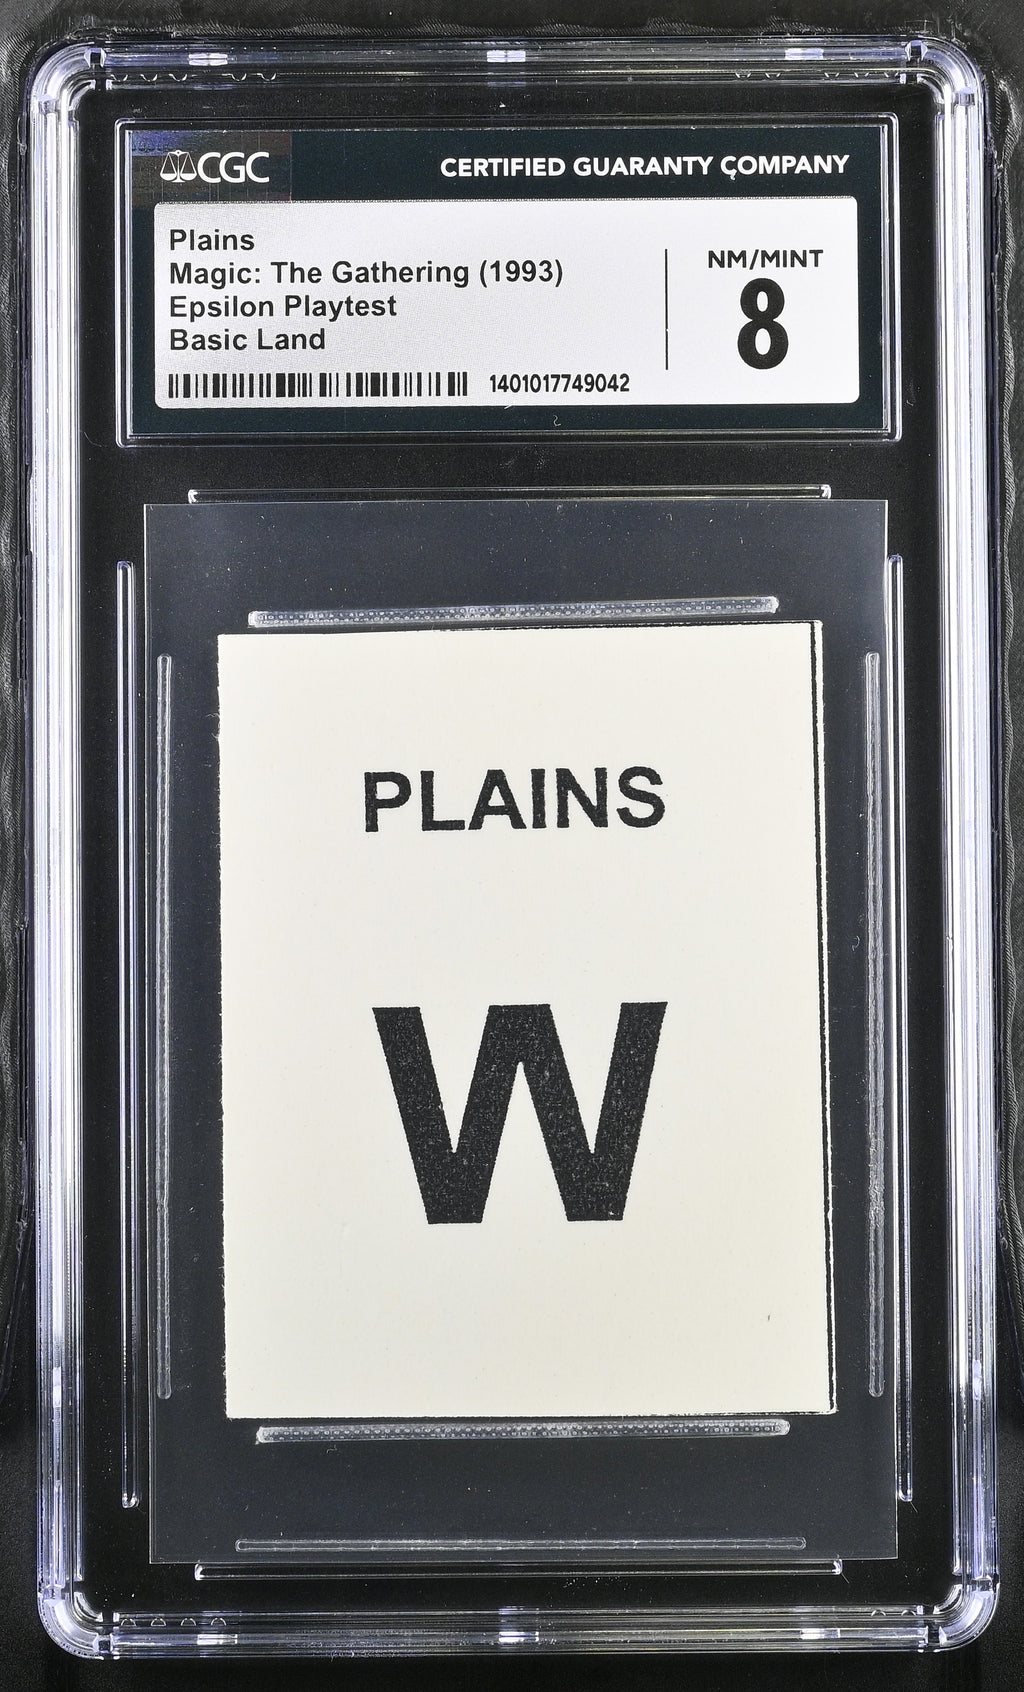 CGC
CERTIFIED GUARANTY COMPANY
Plains
Magic: The Gathering (1993)
Epsilon Playtest
Basic Land
1401017749042
NM/MINT
8
PLAINS
W